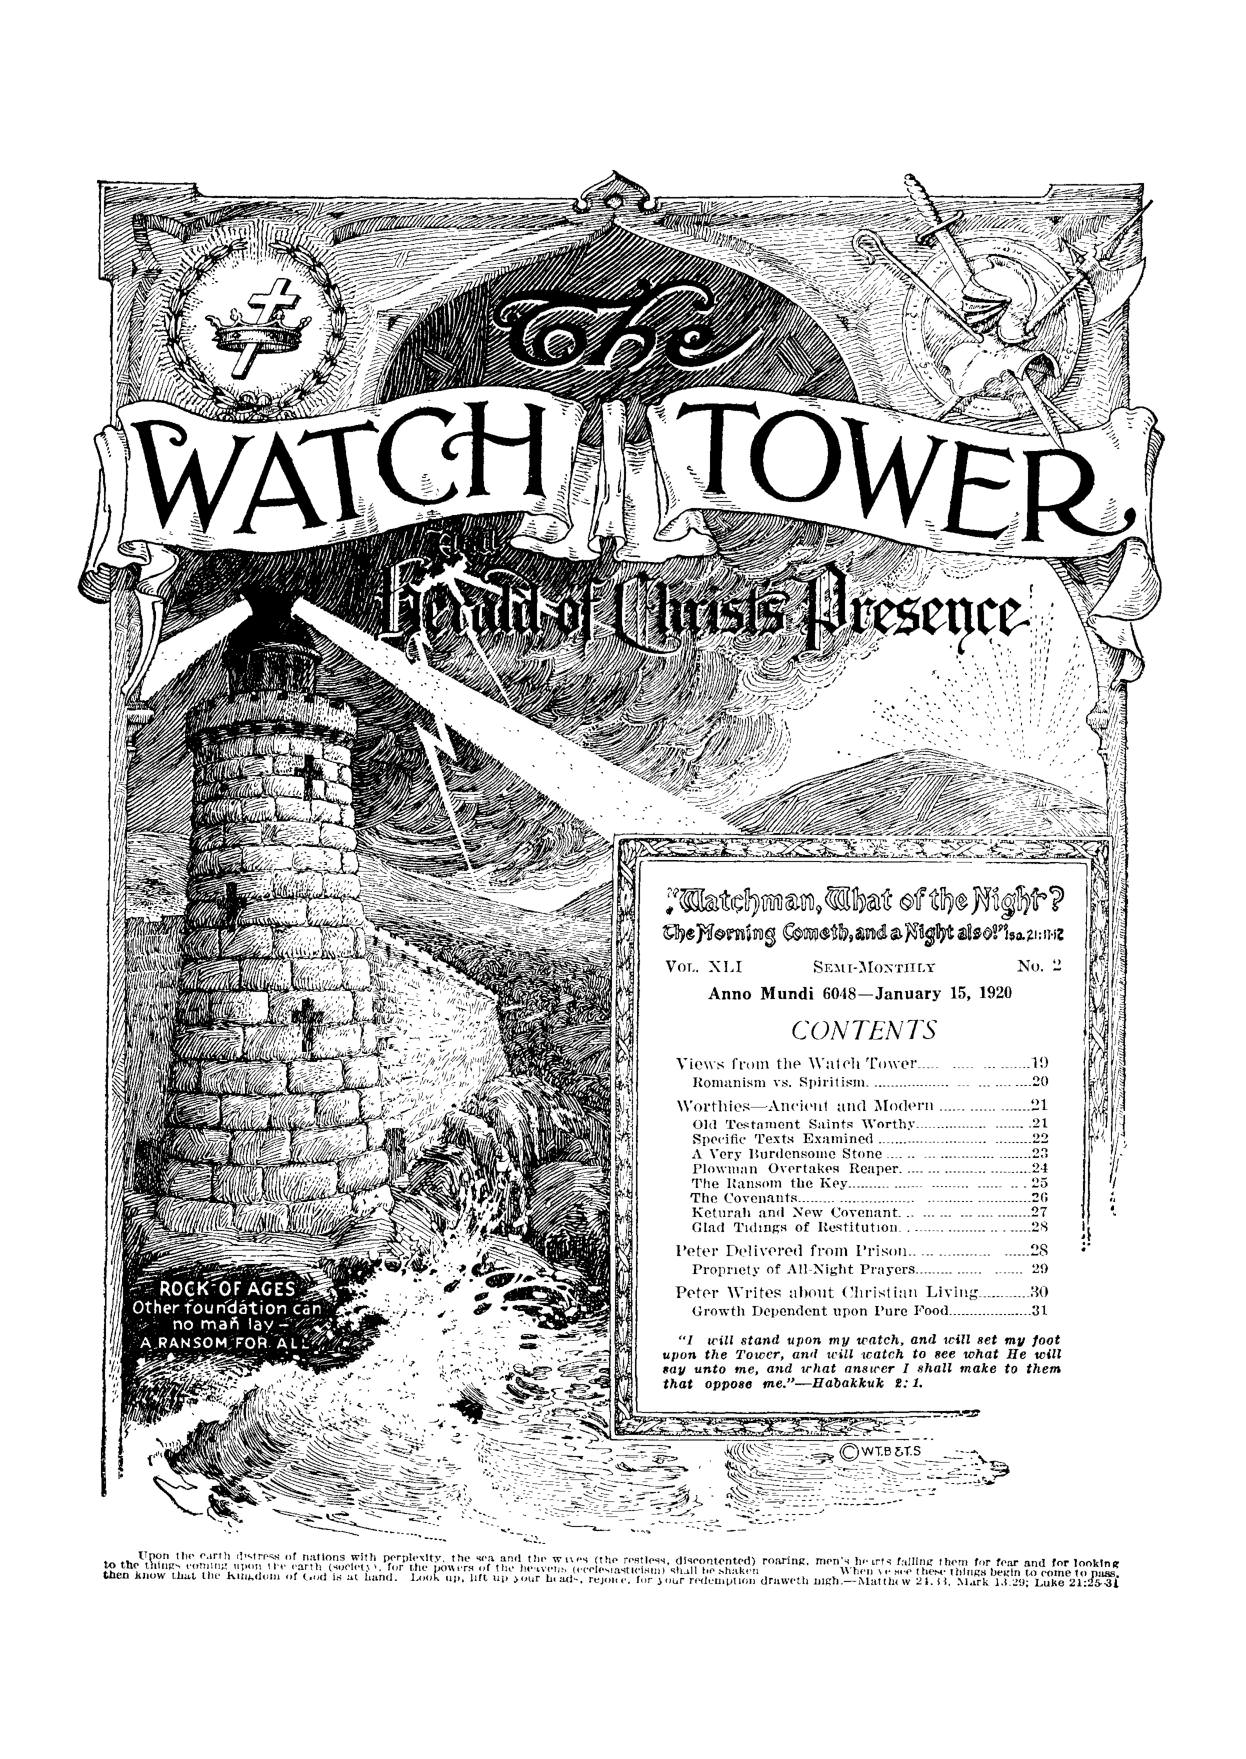 The
WATCH TOWER
And
Herald of Christ's Presence
"Watchman, What of the Night?
The Morning Cometh, and a Night also!" Isa. 21:11-12
VOL. XLI SEMI-MONTHLY No. 2
Anno Mundi 6048—January 15, 1920
CONTENTS
Views from the Watch Tower 19
Romanism vs. Spiritism 20
Worthies—Ancient and Modern 21
Old Testament Saints Worthy 21
Specific Texts Examined 22
A Very Burdensome Stone 23
Plowman Overtakes Reaper 24
The Ransom the Key 25
The Covenants 26
Keturah and New Covenant 27
Glad Tidings of Restitution 28
Peter Delivered from Prison 28
Propriety of All-Night Prayers 29
Peter Writes about Christian Living 30
Growth Dependent upon Pure Food 31
"I will stand upon my watch, and will set my foot
upon the Tower, and will watch to see what He will
say unto me, and what answer I shall make to them
that oppose me."—Habakkuk 2:1.
ROCK OF AGES
Other foundation can
no man lay—
A RANSOM FOR ALL
©W.T.B.&T.S
Upon the earth distress of nations with perplexity, the sea and the waves (the restless, discontented) roaring, men's hearts failing them for fear and for looking
to the things coming upon the earth (society), for the powers of the heavens (ecclesiasticism) shall be shaken When ye see these things begin to come to pass,
then know that the Kingdom of God is at hand. Look up, lift up your heads, rejoice, for your redemption draweth nigh.—Matthew 24:33, Mark 13:29; Luke 21:25-31